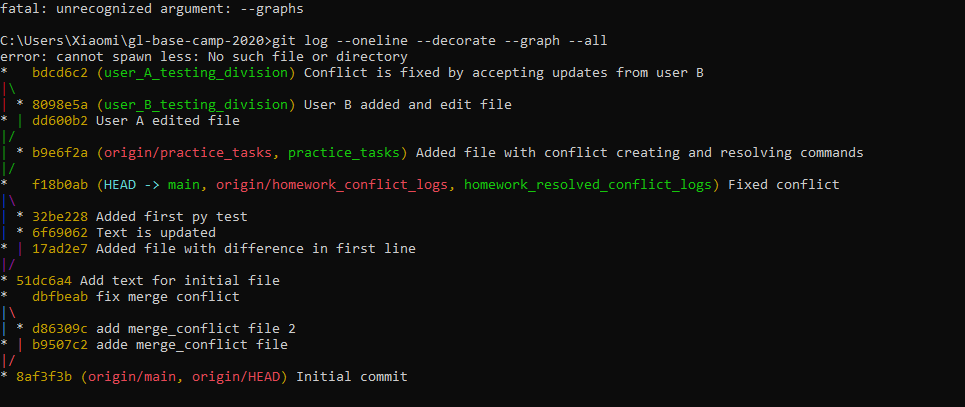 fatal: unrecognized argument: --graphs
C:\Users\Xiaomi\gl-base-camp-2020>git log --oneline --decorate --graph --all
error: cannot spawn less: No such file or directory
*   bdcd6c2 (user_A_testing_division) Conflict is fixed by accepting updates from user B
|\
| * 8098e5a (user_B_testing_division) User B added and edit file
* | dd600b2 User A edited file
|/
| * b9e6f2a (origin/practice_tasks, practice_tasks) Added file with conflict creating and resolving commands
|/
*   f18b0ab (HEAD -> main, origin/homework_conflict_logs, homework_resolved_conflict_logs) Fixed conflict
|\
| * 32be228 Added first py test
| * 6f69062 Text is updated
* | 17ad2e7 Added file with difference in first line
|/
* 51dc6a4 Add text for initial file
*   dbfbeab fix merge conflict
|\
| * d86309c add merge_conflict file 2
* | b9507c2 adde merge_conflict file
|/
* 8af3f3b (origin/main, origin/HEAD) Initial commit